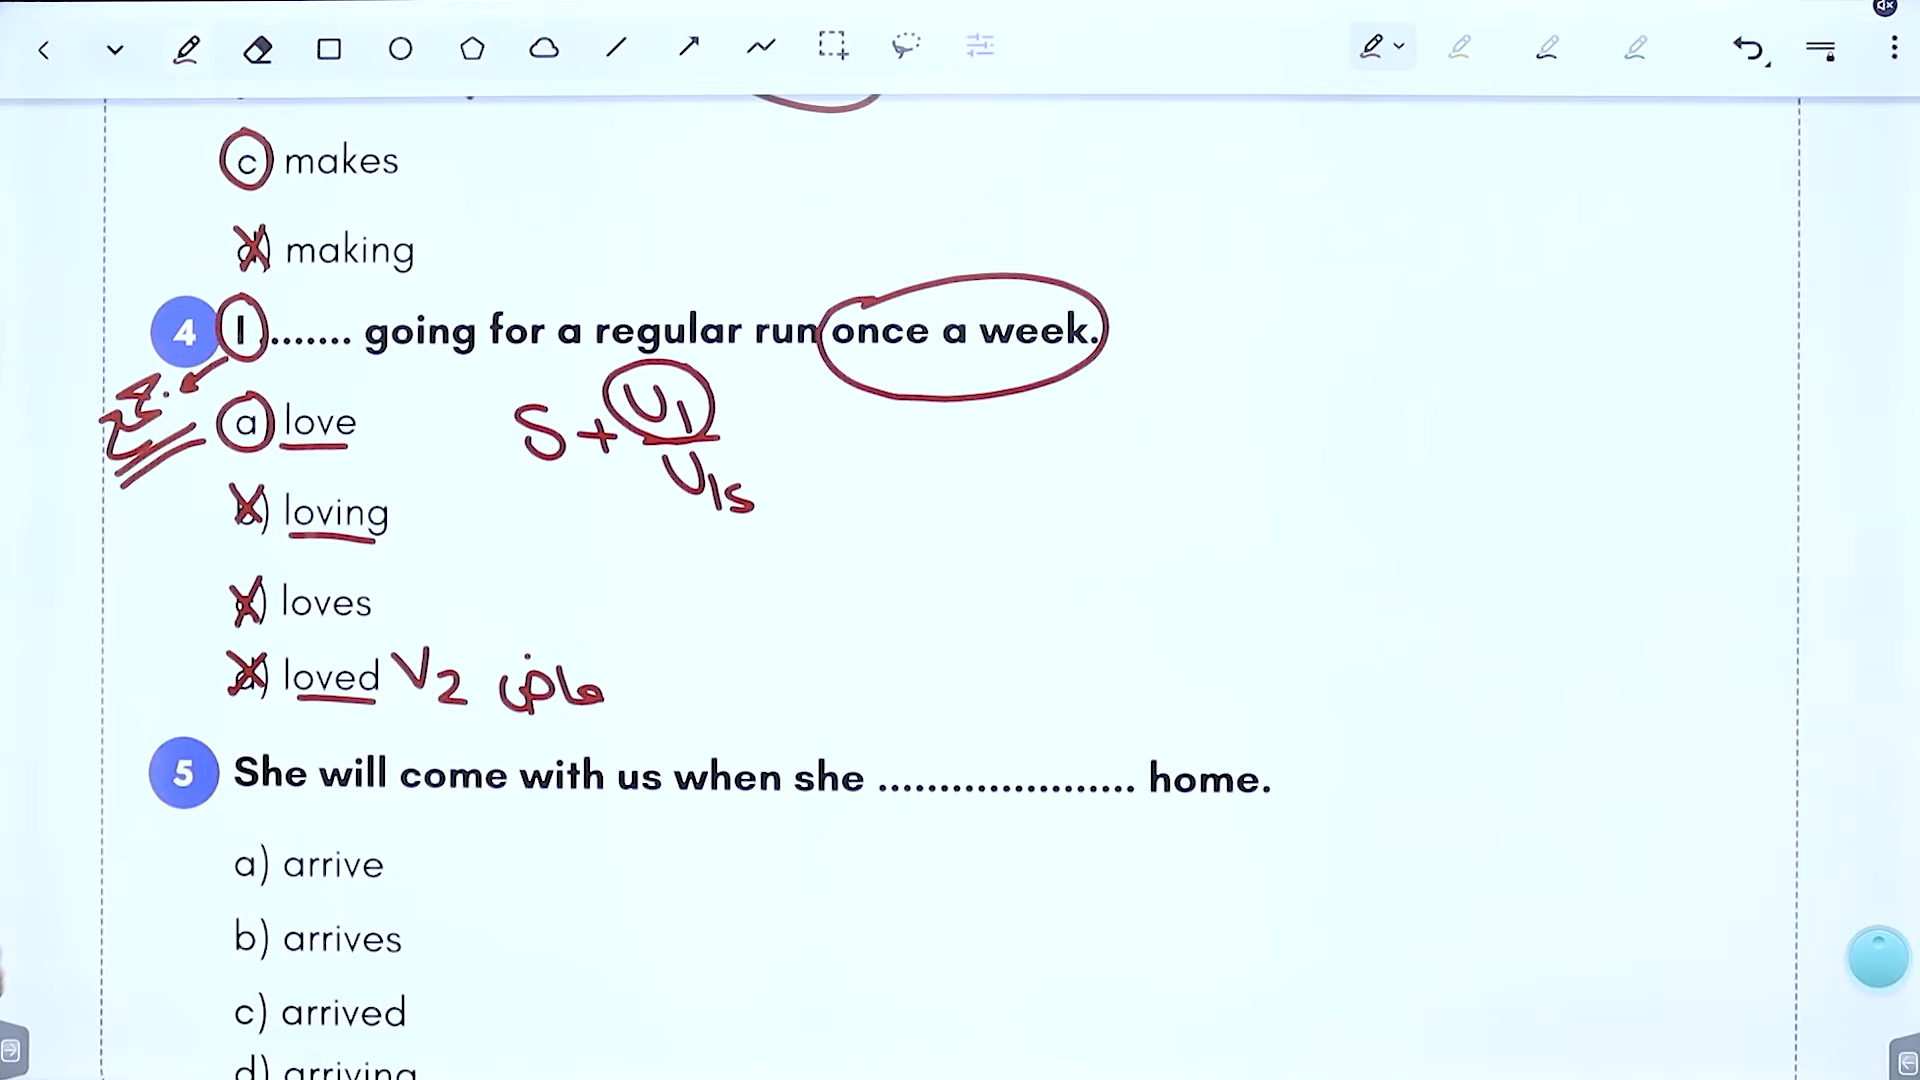 c makes
d) making
4 I ....... going for a regular run once a week.
a love
S + V1
V1s
b) loving
c) loves
d) loved V2 ماض
5 She will come with us when she ..................... home.
a) arrive
b) arrives
c) arrived
d) arriving